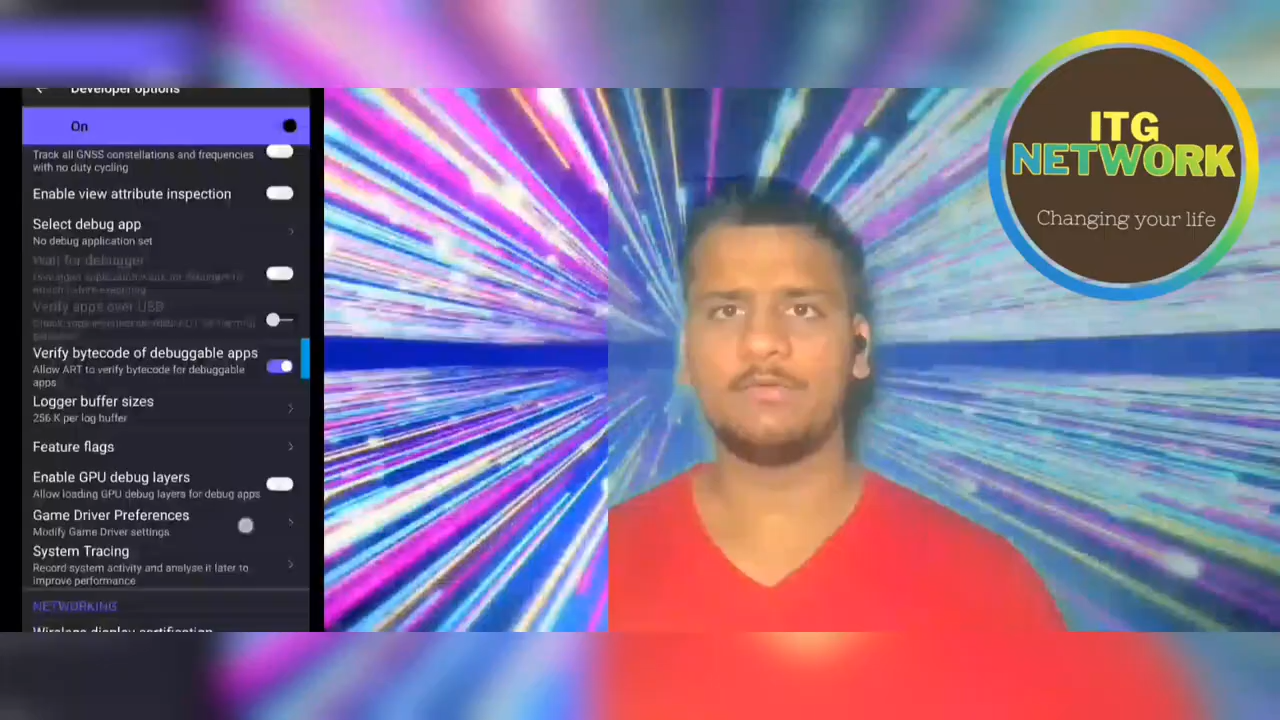 Developer options
On
Track all GNSS constellations and frequencies
with no duty cycling
Enable view attribute inspection
Select debug app
No debug application set
Wait for debugger
Verify apps over USB
Verify bytecode of debuggable apps
Allow ART to verify bytecode for debuggable
apps
Logger buffer sizes
256 K per log buffer
Feature flags
Enable GPU debug layers
Allow loading GPU debug layers for debug apps
Game Driver Preferences
Modify Game Driver settings
System Tracing
Record system activity and analyse it later to
improve performance
NETWORKING
Wireless display certification
ITG
NETWORK
Changing your life